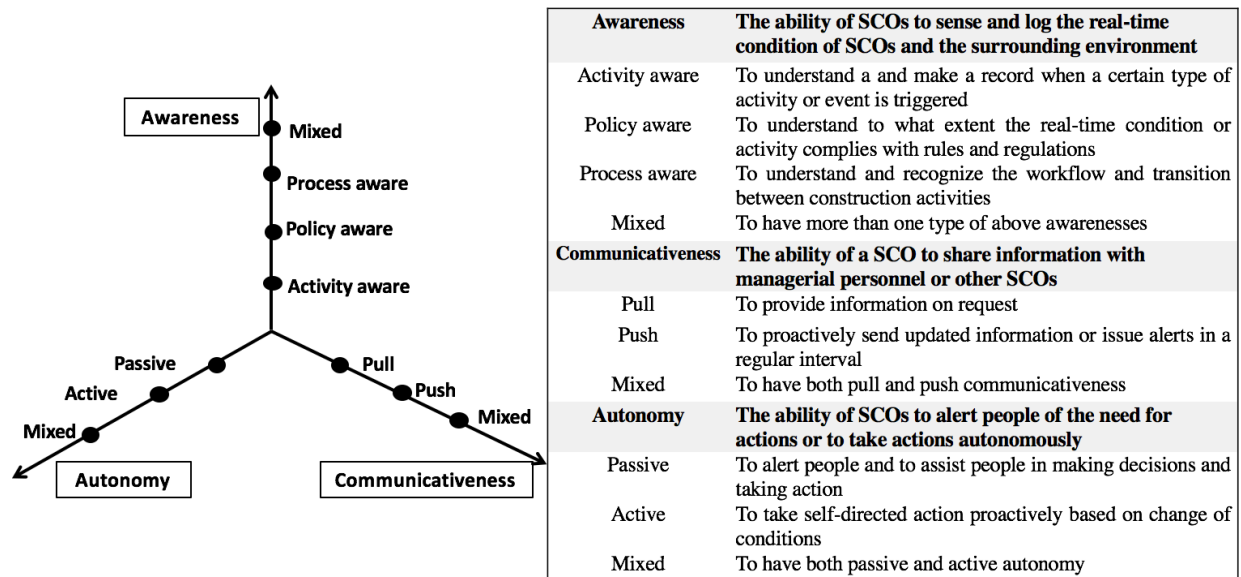 Awareness
Mixed
Process aware
Policy aware
Activity aware
Passive
Active
Mixed
Autonomy
Pull
Push
Mixed
Communicativeness
Awareness The ability of SCOs to sense and log the real-time
condition of SCOs and the surrounding environment
Activity aware To understand a and make a record when a certain type of
activity or event is triggered
Policy aware To understand to what extent the real-time condition or
activity complies with rules and regulations
Process aware To understand and recognize the workflow and transition
between construction activities
Mixed To have more than one type of above awarenesses
Communicativeness The ability of a SCO to share information with
managerial personnel or other SCOs
Pull To provide information on request
Push To proactively send updated information or issue alerts in a
regular interval
Mixed To have both pull and push communicativeness
Autonomy The ability of SCOs to alert people of the need for
actions or to take actions autonomously
Passive To alert people and to assist people in making decisions and
taking action
Active To take self-directed action proactively based on change of
conditions
Mixed To have both passive and active autonomy